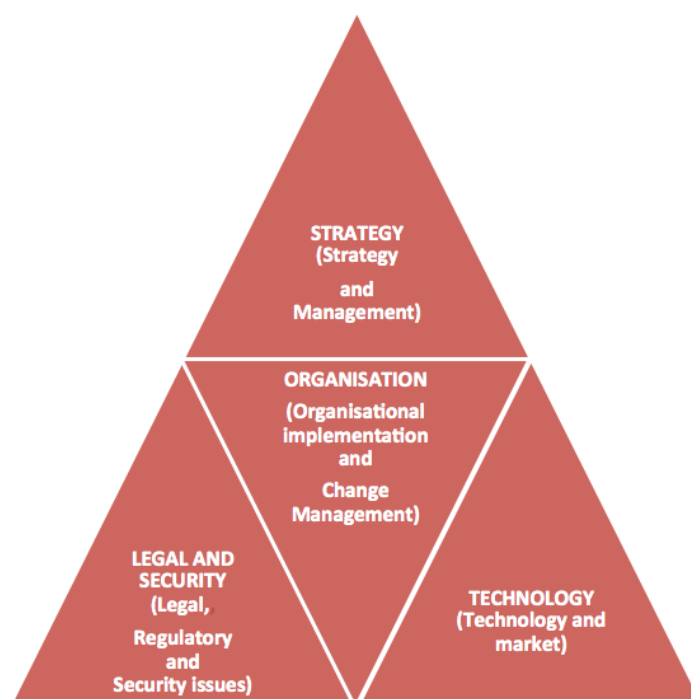 STRATEGY
(Strategy
and
Management)
ORGANISATION
(Organisational
implementation
and
Change
Management)
LEGAL AND
SECURITY
(Legal,
Regulatory
and
Security issues)
TECHNOLOGY
(Technology and
market)